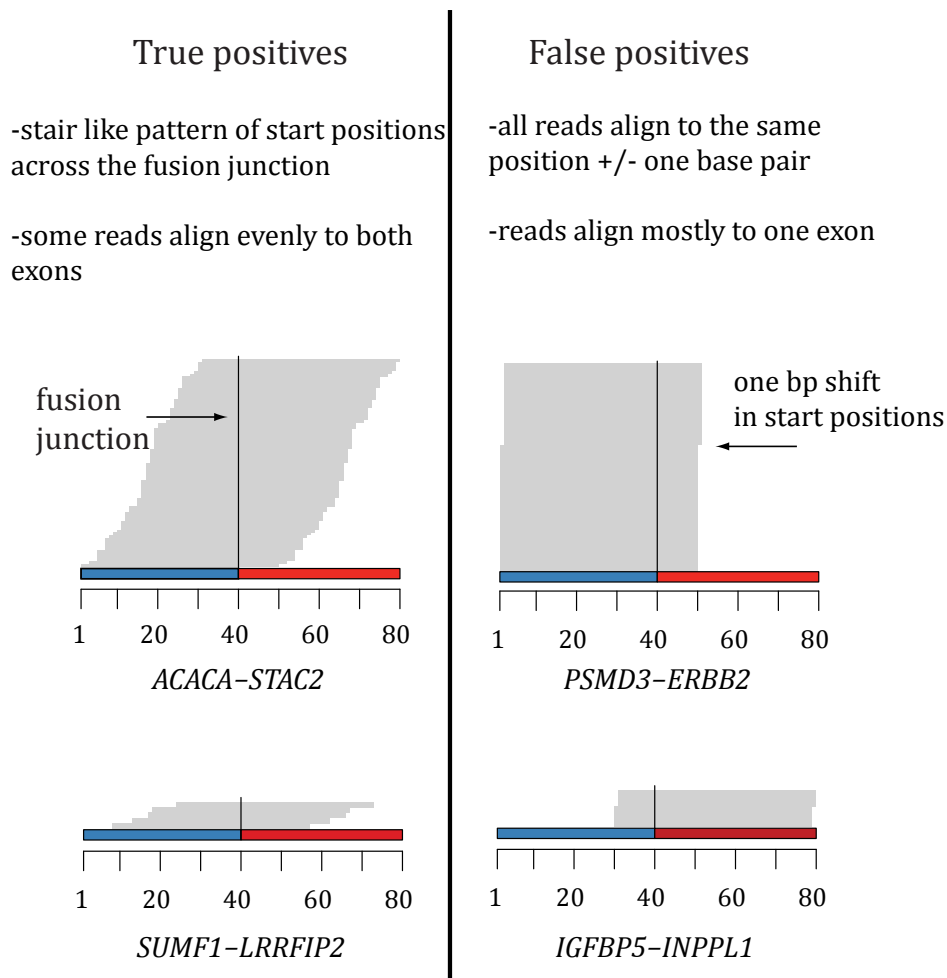 True positives
-stair like pattern of start positions
across the fusion junction
-some reads align evenly to both
exons
fusion
junction
1 20 40 60 80
ACACA–STAC2
1 20 40 60 80
SUMF1–LRRFIP2
False positives
-all reads align to the same
position +/- one base pair
-reads align mostly to one exon
one bp shift
in start positions
1 20 40 60 80
PSMD3–ERBB2
1 20 40 60 80
IGFBP5–INPPL1